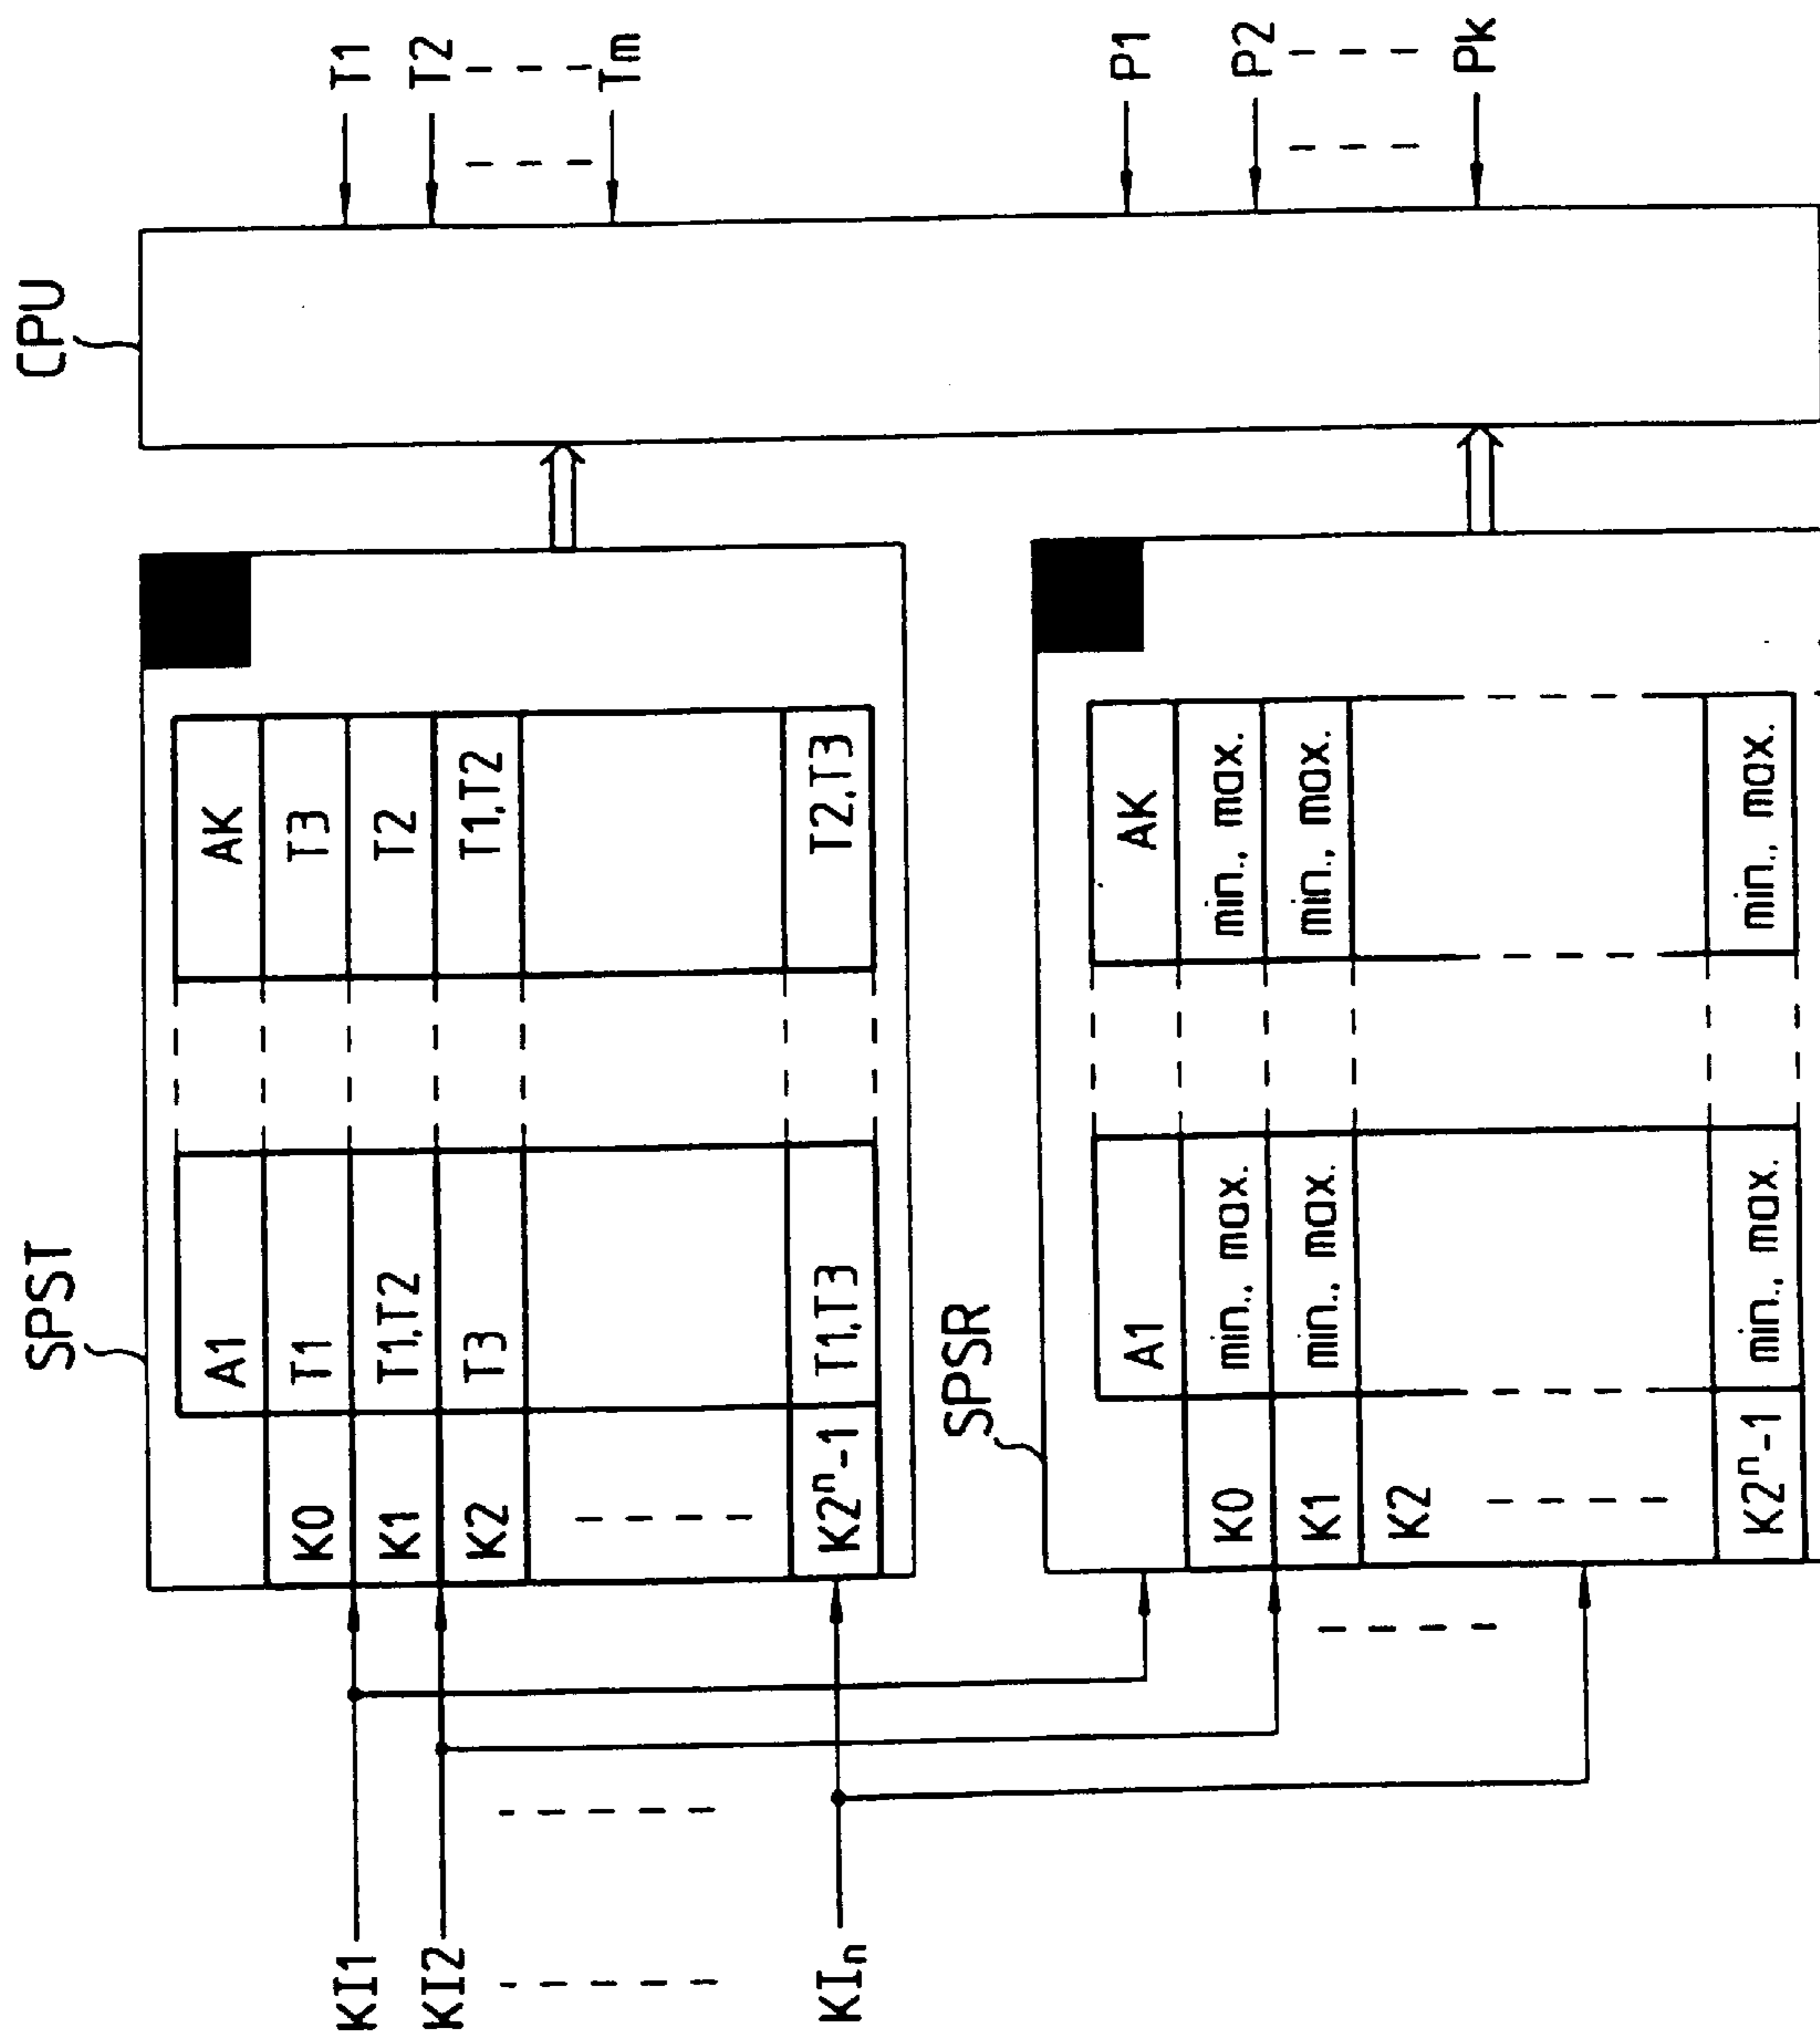 SPST CPU
A1 AK
K0 T1 T3
KI1 T1
K1 T1,T2 T2
KI2 T2
K2 T3 T1,T2
Tm
KIn K2ⁿ-1 T1,T3 T2,T3
SPSR
A1 AK P1
K0 min., max. min., max.
P2
K1 min., max. min., max.
K2
Pk
K2ⁿ-1 min., max. min., max.